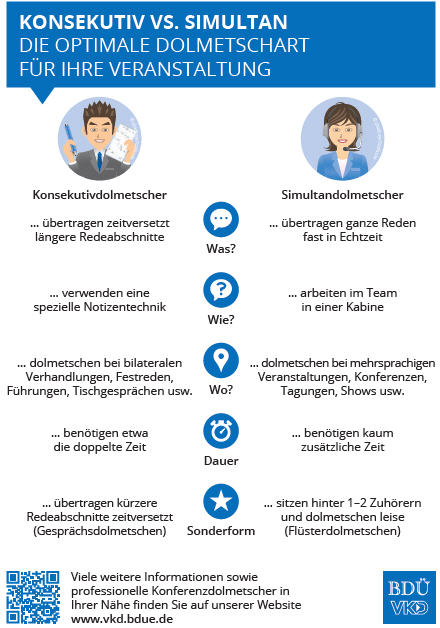 KONSEKUTIV VS. SIMULTAN
DIE OPTIMALE DOLMETSCHART
FÜR IHRE VERANSTALTUNG
Konsekutivdolmetscher
Simultandolmetscher
... übertragen zeitversetzt
längere Redeabschnitte
Was?
... übertragen ganze Reden
fast in Echtzeit
... verwenden eine
spezielle Notizentechnik
Wie?
... arbeiten im Team
in einer Kabine
... dolmetschen bei bilateralen
Verhandlungen, Festreden,
Führungen, Tischgesprächen usw.
Wo?
... dolmetschen bei mehrsprachigen
Veranstaltungen, Konferenzen,
Tagungen, Shows usw.
... benötigen etwa
die doppelte Zeit
Dauer
... benötigen kaum
zusätzliche Zeit
... übertragen kürzere
Redeabschnitte zeitversetzt
(Gesprächsdolmetschen)
Sonderform
... sitzen hinter 1–2 Zuhörern
und dolmetschen leise
(Flüsterdolmetschen)
Viele weitere Informationen sowie
professionelle Konferenzdolmetscher in
Ihrer Nähe finden Sie auf unserer Website
www.vkd.bdue.de
BDÜ
VKD